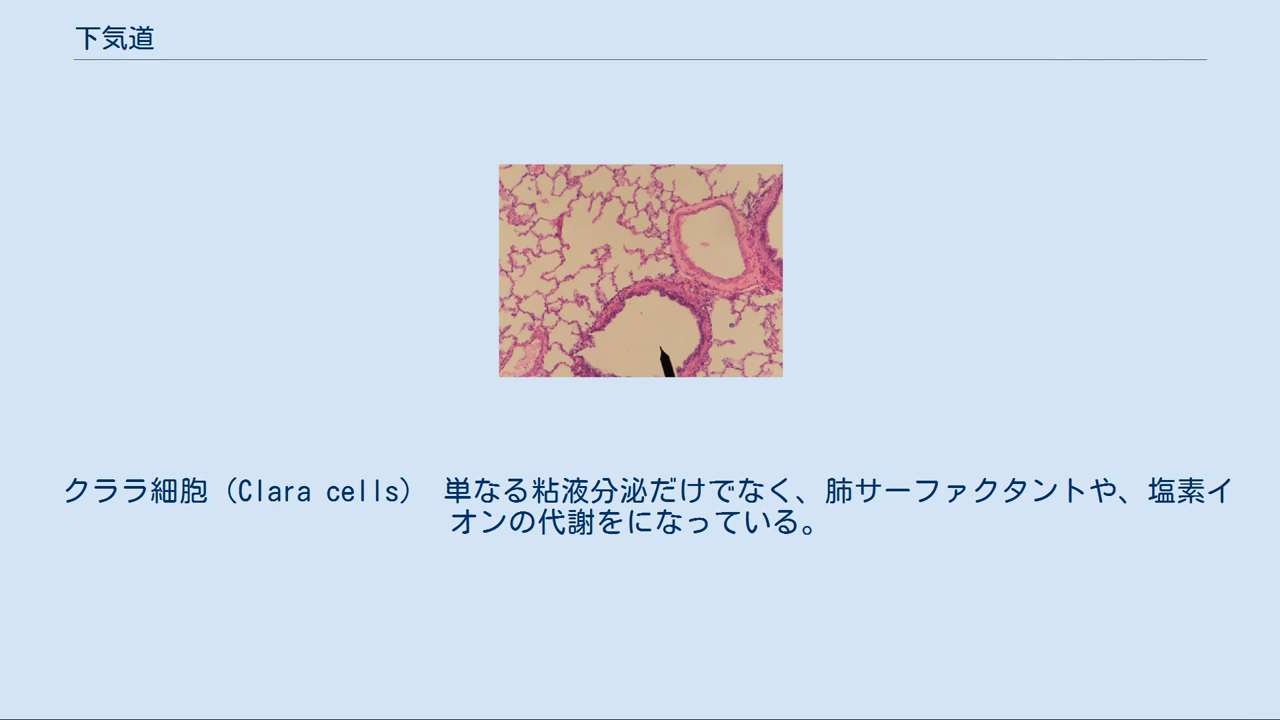 下気道
クララ細胞（Clara cells） 単なる粘液分泌だけでなく、肺サーファクタントや、塩素イ
オンの代謝をになっている。